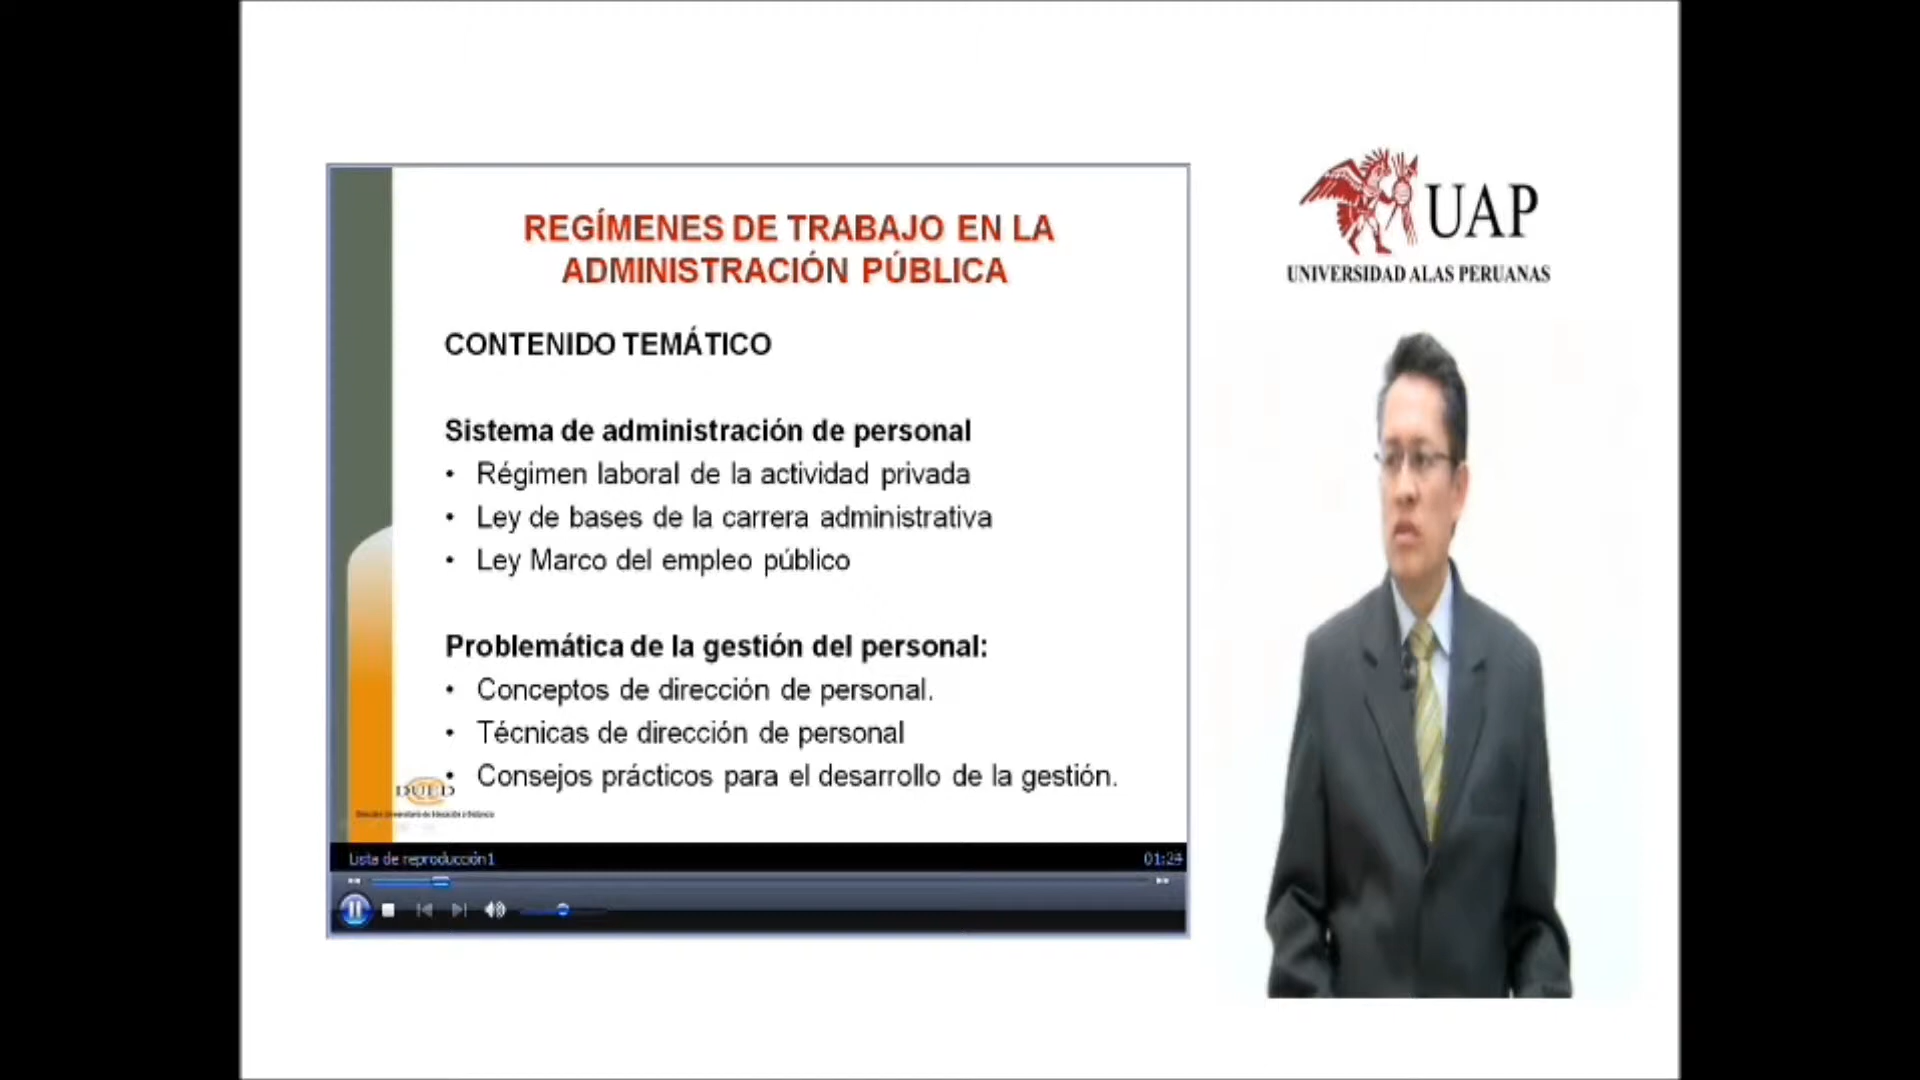 REGÍMENES DE TRABAJO EN LA
ADMINISTRACIÓN PÚBLICA
CONTENIDO TEMÁTICO
Sistema de administración de personal
• Régimen laboral de la actividad privada
• Ley de bases de la carrera administrativa
• Ley Marco del empleo público
Problemática de la gestión del personal:
• Conceptos de dirección de personal.
• Técnicas de dirección de personal
• Consejos prácticos para el desarrollo de la gestión.
DUED
Lista de reproducción1
01:24
UAP
UNIVERSIDAD ALAS PERUANAS